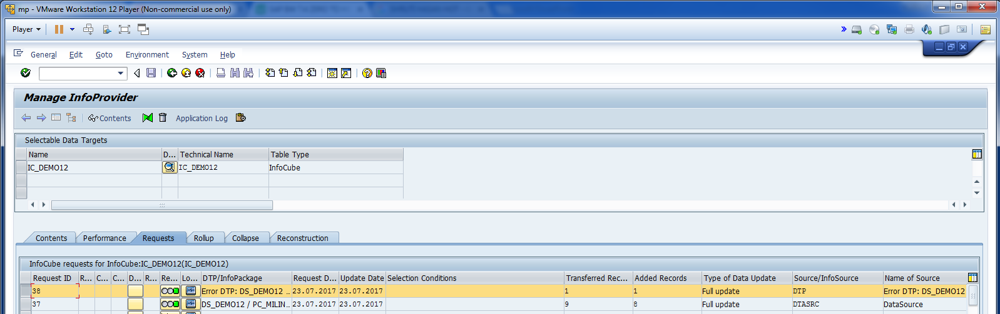 mp - VMware Workstation 12 Player (Non-commercial use only)
Player
General Edit Goto Environment System Help
Manage InfoProvider
Contents Application Log
Selectable Data Targets
Name D... Technical Name Table Type
IC_DEMO12 IC_DEMO12 InfoCube
Contents Performance Requests Rollup Collapse Reconstruction
InfoCube requests for InfoCube:IC_DEMO12(IC_DEMO12)
Request ID R... C... C... D... R... Re... Lo... DTP/InfoPackage Request D... Update Date Selection Conditions Transferred Rec... Added Records Type of Data Update Source/InfoSource Name of Source
38 Error DTP: DS_DEMO12 ... 23.07.2017 23.07.2017 1 1 Full update DTP Error DTP: DS_DEMO12
37 DS_DEMO12 / PC_MILIN... 23.07.2017 23.07.2017 9 8 Full update DTASRC DataSource